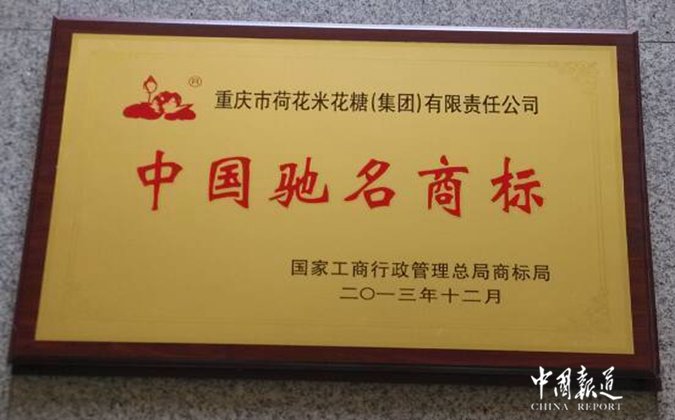 ®
重庆市荷花米花糖(集团)有限责任公司
中国驰名商标
国家工商行政管理总局商标局
二〇一三年十二月
中国报道
CHINA REPORT